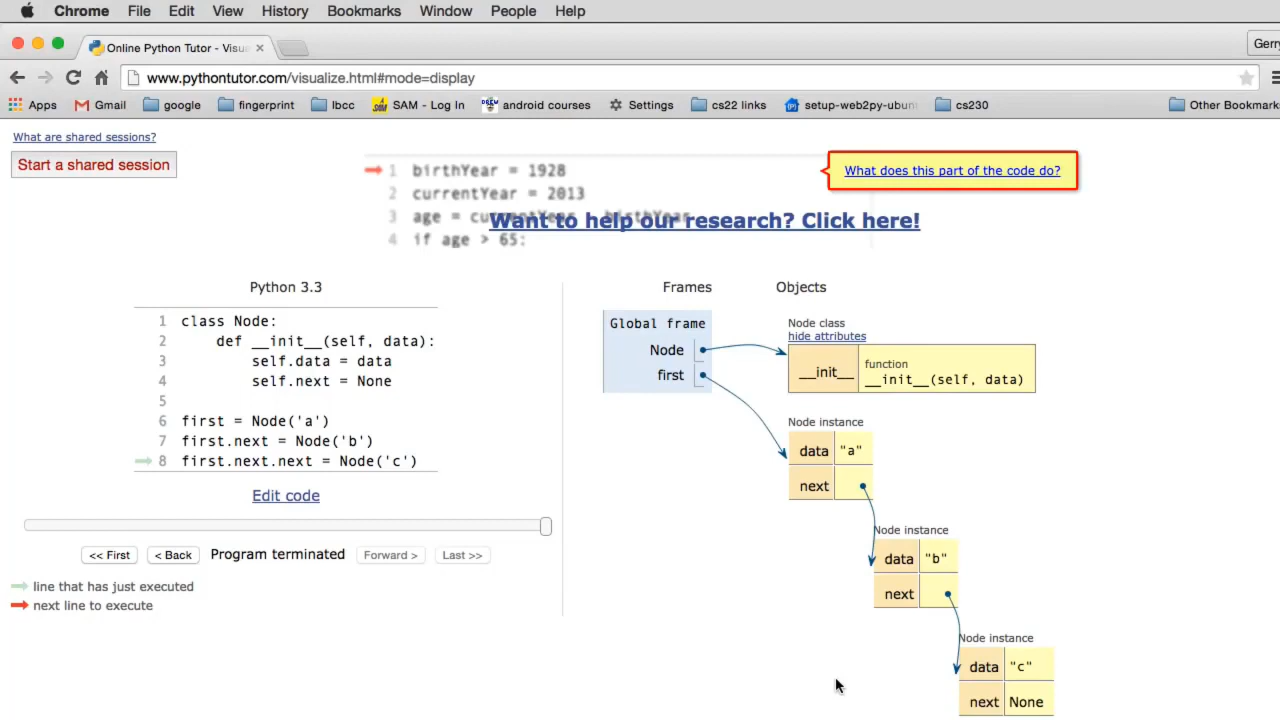 Chrome File Edit View History Bookmarks Window People Help
Online Python Tutor - Visu
Gerry
www.pythontutor.com/visualize.html#mode=display
Apps Gmail google fingerprint lbcc SAM - Log In android courses Settings cs22 links setup-web2py-ubun cs230 Other Bookmarks
What are shared sessions?
Start a shared session
1 birthYear = 1928
What does this part of the code do?
2 currentYear = 2013
3 age = currentYear - birthYear
Want to help our research? Click here!
4 if age > 65:
Python 3.3
1 class Node:
2 def __init__(self, data):
3 self.data = data
4 self.next = None
5
6 first = Node('a')
7 first.next = Node('b')
8 first.next.next = Node('c')
Edit code
<< First < Back Program terminated Forward > Last >>
line that has just executed
next line to execute
Frames Objects
Global frame
Node
first
Node class
hide attributes
__init__ function
__init__(self, data)
Node instance
data "a"
next
Node instance
data "b"
next
Node instance
data "c"
next None